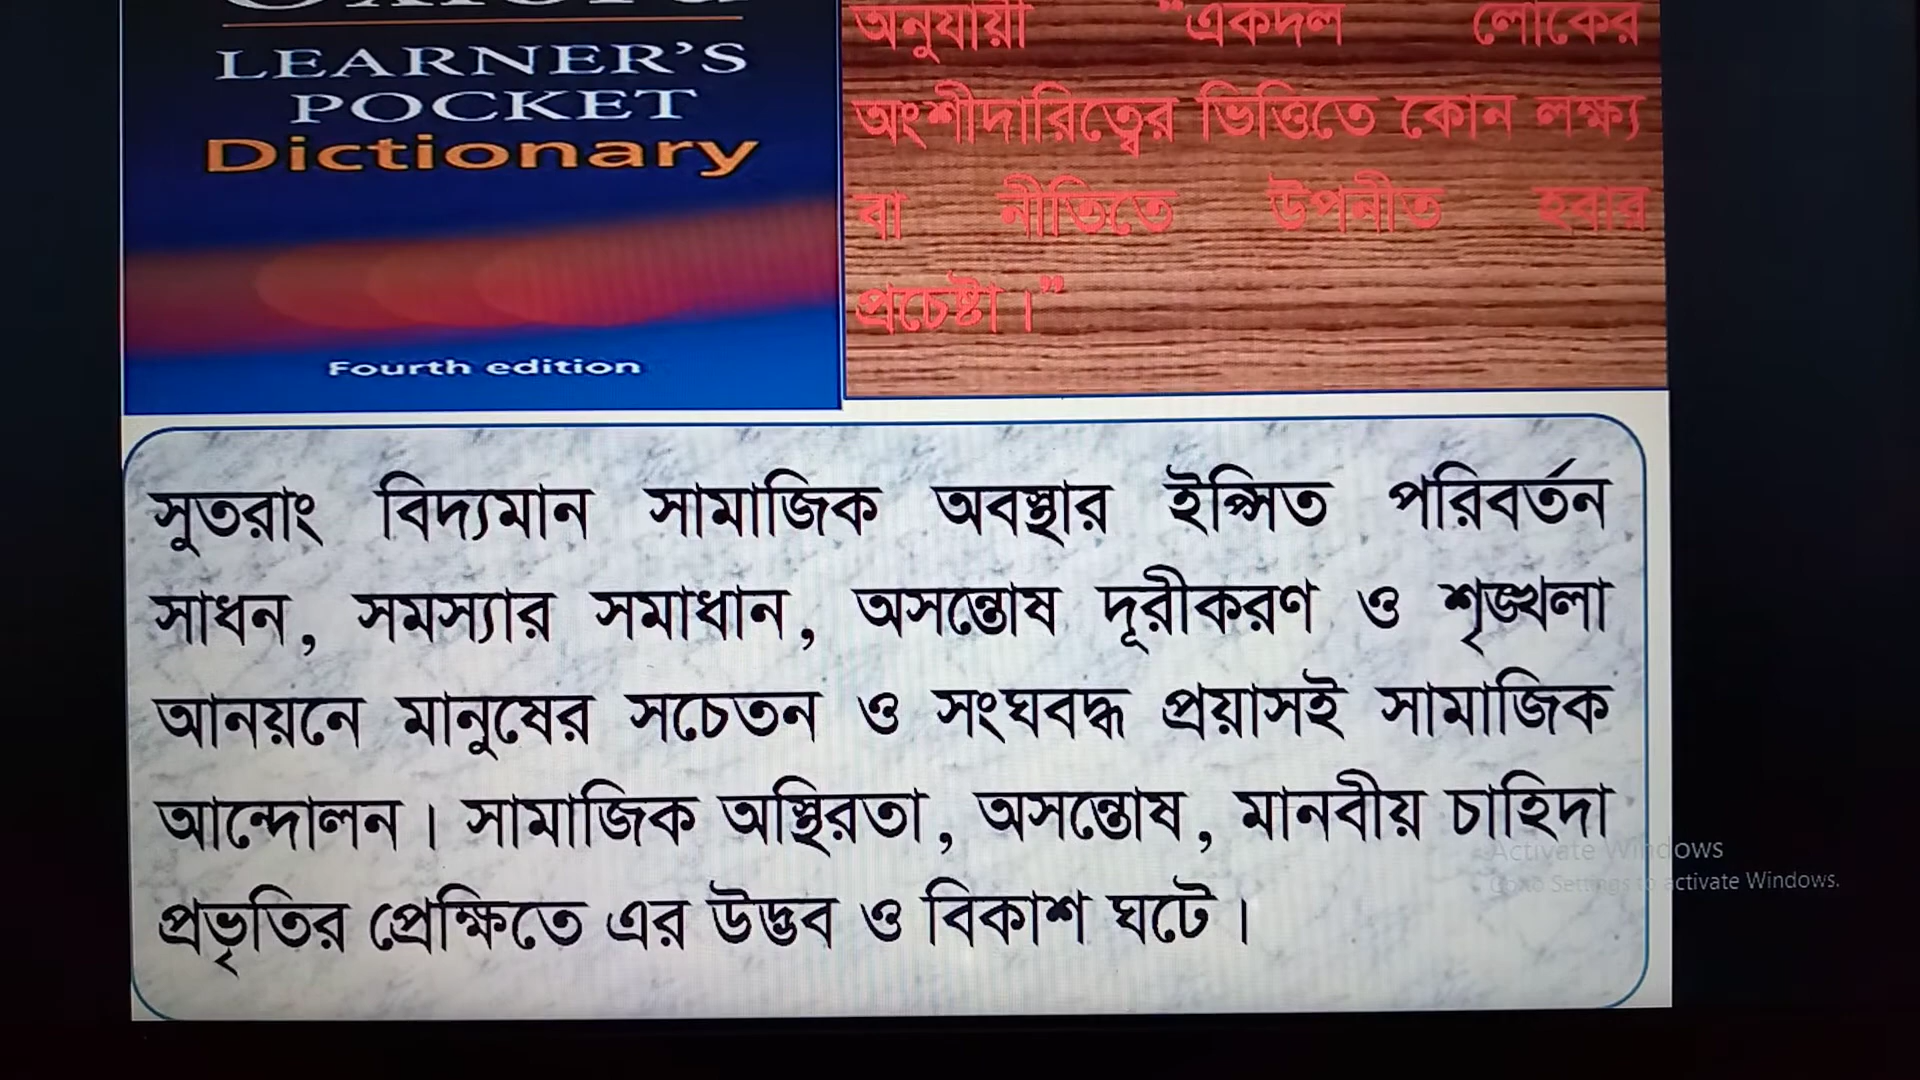 Oxford
LEARNER'S
POCKET
Dictionary
Fourth edition
অনুযায়ী "একদল লোকের
অংশীদারিত্বের ভিত্তিতে কোন লক্ষ্য
বা নীতিতে উপনীত হবার
প্রচেষ্টা।"
সুতরাং বিদ্যমান সামাজিক অবস্থার ইপ্সিত পরিবর্তন
সাধন, সমস্যার সমাধান, অসন্তোষ দূরীকরণ ও শৃঙ্খলা
আনয়নে মানুষের সচেতন ও সংঘবদ্ধ প্রয়াসই সামাজিক
আন্দোলন। সামাজিক অস্থিরতা, অসন্তোষ, মানবীয় চাহিদা
প্রভৃতির প্রেক্ষিতে এর উদ্ভব ও বিকাশ ঘটে।
Activate Windows
Go to Settings to activate Windows.